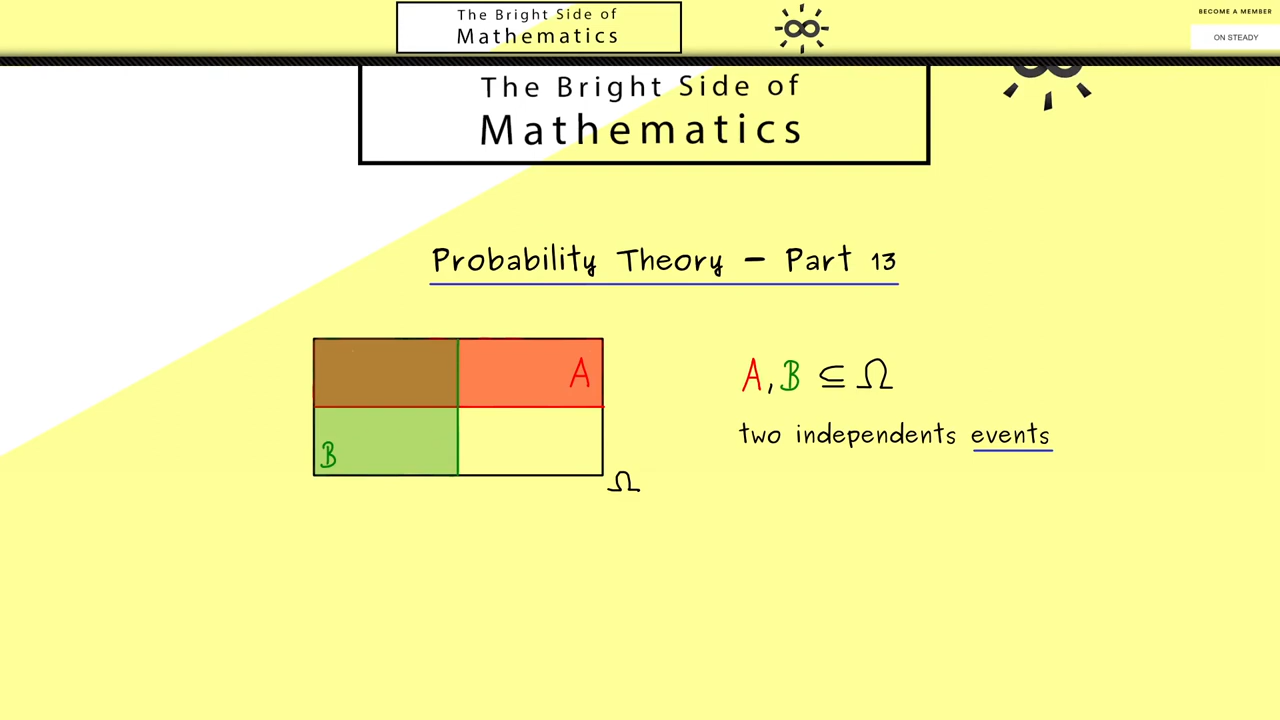 The Bright Side of
Mathematics
BECOME A MEMBER
ON STEADY
The Bright Side of
Mathematics
Probability Theory – Part 13
A
B
Ω
A, B ⊆ Ω
two independents events